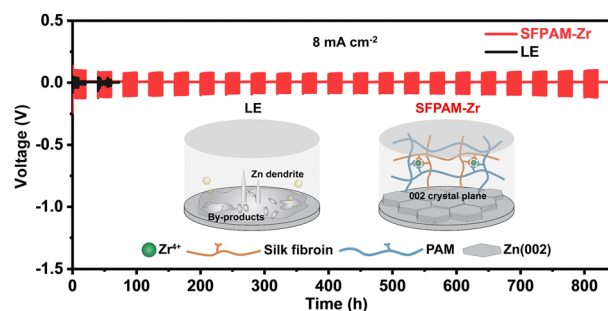 8 mA cm⁻²
SFPAM-Zr
LE
Voltage (V)
0.5
0.0
-0.5
-1.0
-1.5
LE
SFPAM-Zr
Zn dendrite
By-products
002 crystal plane
Zr⁴⁺
Silk fibroin
PAM
Zn(002)
0 100 200 300 400 500 600 700 800
Time (h)